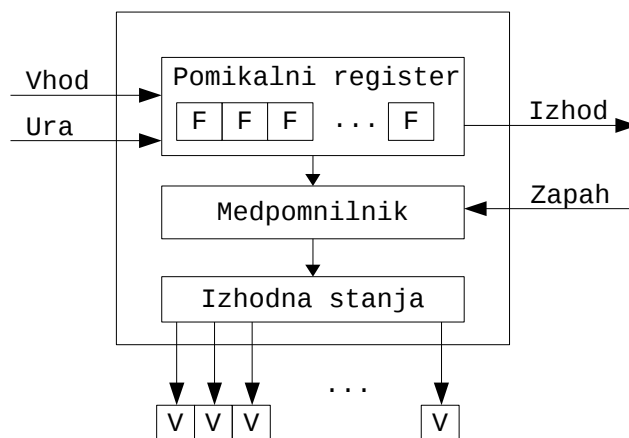 Pomikalni register
Vhod
F F F ... F
Izhod
Ura
Medpomnilnik
Zapah
Izhodna stanja
...
V V V V